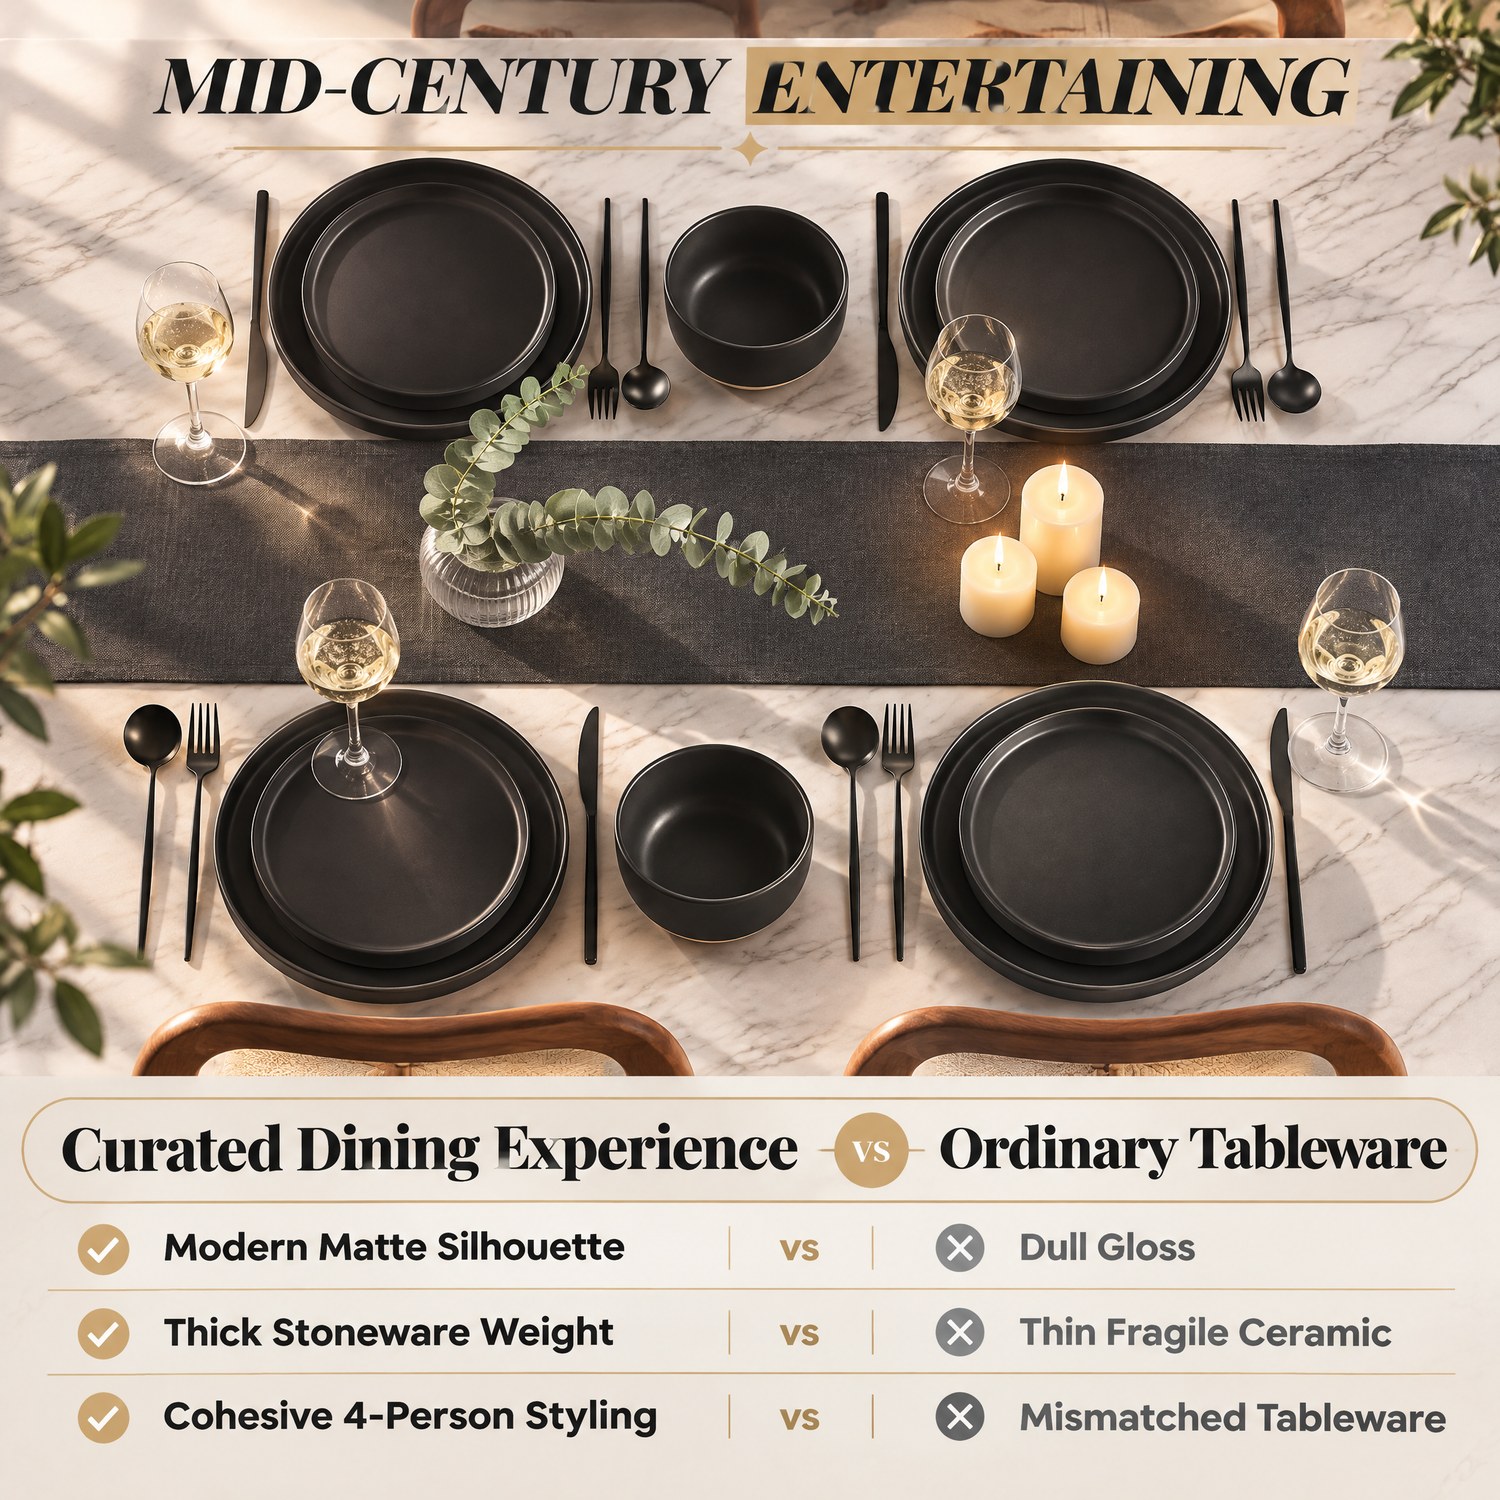 MID-CENTURY ENTERTAINING
Curated Dining Experience vs Ordinary Tableware
Modern Matte Silhouette vs Dull Gloss
Thick Stoneware Weight vs Thin Fragile Ceramic
Cohesive 4-Person Styling vs Mismatched Tableware